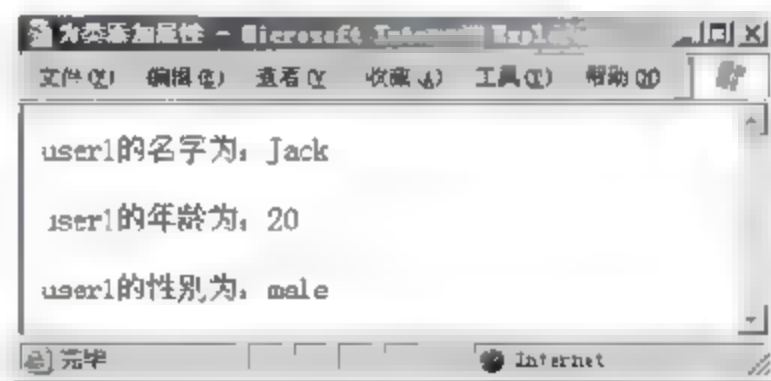 为类添加属性 - Microsoft Internet Explorer
文件(F) 编辑(E) 查看(V) 收藏(A) 工具(T) 帮助(H)
user1的名字为：Jack
user1的年龄为：20
user1的性别为：male
完毕 Internet